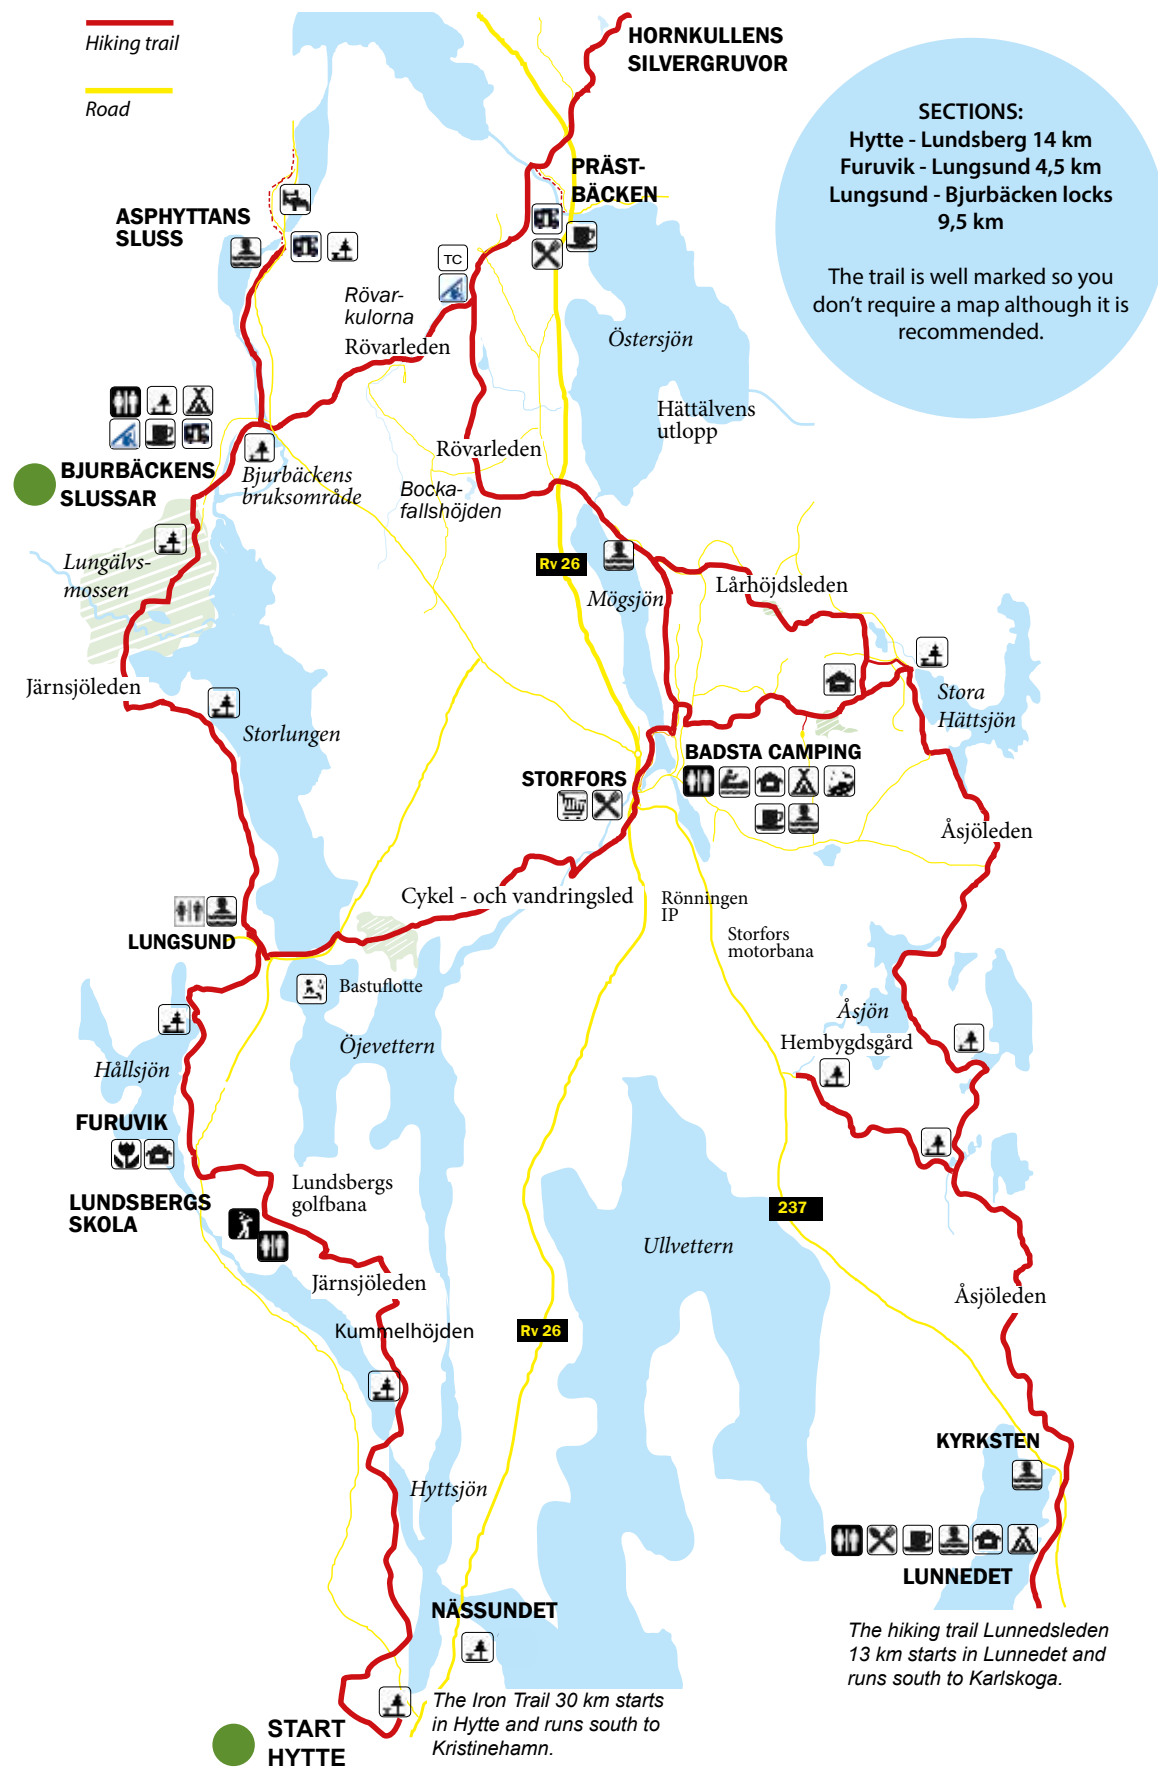 Hiking trail
Road
HORNKULLENS
SILVERGRUVOR
SECTIONS:
Hytte - Lundsberg 14 km
Furuvik - Lungsund 4,5 km
Lungsund - Bjurbäcken locks
9,5 km
The trail is well marked so you
don't require a map although it is
recommended.
PRÄST-
BÄCKEN
ASPHYTTANS
SLUSS
TC
Rövar-
kulorna
Rövarleden
Östersjön
Hättälvens
utlopp
Rövarleden
BJURBÄCKENS
SLUSSAR
Bjurbäckens
bruksområde
Bocka-
fallshöjden
Lungälvs-
mossen
Rv 26
Mögsjön
Lårhöjdsleden
Järnsjöleden
Storlungen
Stora
Hättsjön
BADSTA CAMPING
STORFORS
Åsjöleden
Cykel - och vandringsled
Rönningen
IP
Storfors
motorbana
LUNGSUND
Bastuflotte
Öjevettern
Åsjön
Hembygdsgård
Hållsjön
FURUVIK
LUNDSBERGS
SKOLA
Lundsbergs
golfbana
237
Ullvettern
Järnsjöleden
Åsjöleden
Kummelhöjden
Rv 26
KYRKSTEN
Hyttsjön
LUNNEDET
NÄSSUNDET
The hiking trail Lunnedsleden
13 km starts in Lunnedet and
runs south to Karlskoga.
The Iron Trail 30 km starts
in Hytte and runs south to
Kristinehamn.
START
HYTTE